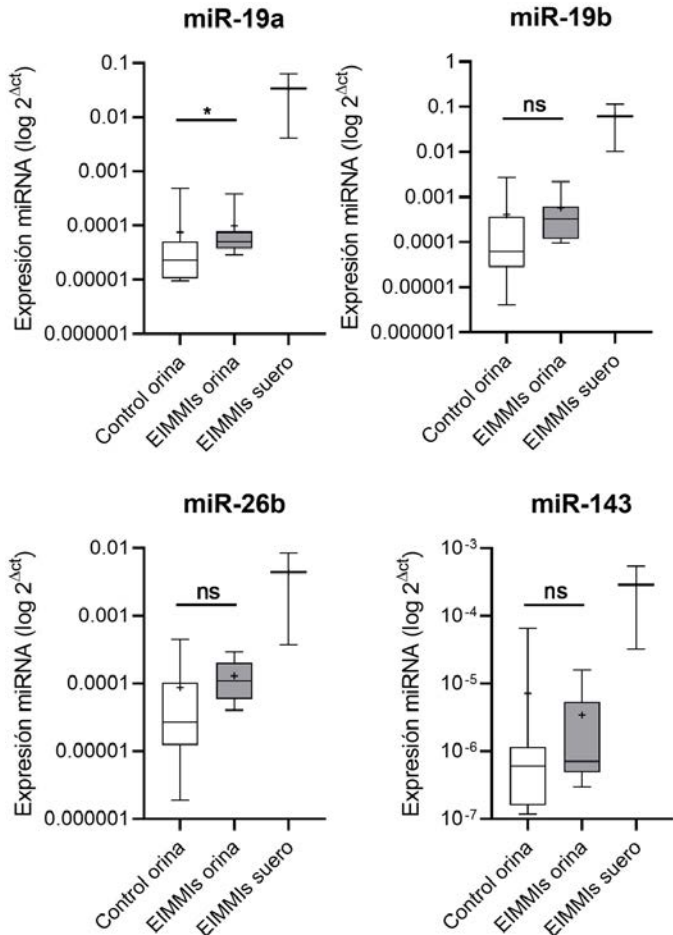 miR-19a
Expresión miRNA (log 2^Δct)
0.1
0.01
0.001
0.0001
0.00001
0.000001
*
Control orina
EIMMIs orina
EIMMIs suero
miR-19b
Expresión miRNA (log 2^Δct)
1
0.1
0.01
0.001
0.0001
0.00001
0.000001
ns
Control orina
EIMMIs orina
EIMMIs suero
miR-26b
Expresión miRNA (log 2^Δct)
0.01
0.001
0.0001
0.00001
0.000001
ns
Control orina
EIMMIs orina
EIMMIs suero
miR-143
Expresión miRNA (log 2^Δct)
10⁻³
10⁻⁴
10⁻⁵
10⁻⁶
10⁻⁷
ns
Control orina
EIMMIs orina
EIMMIs suero